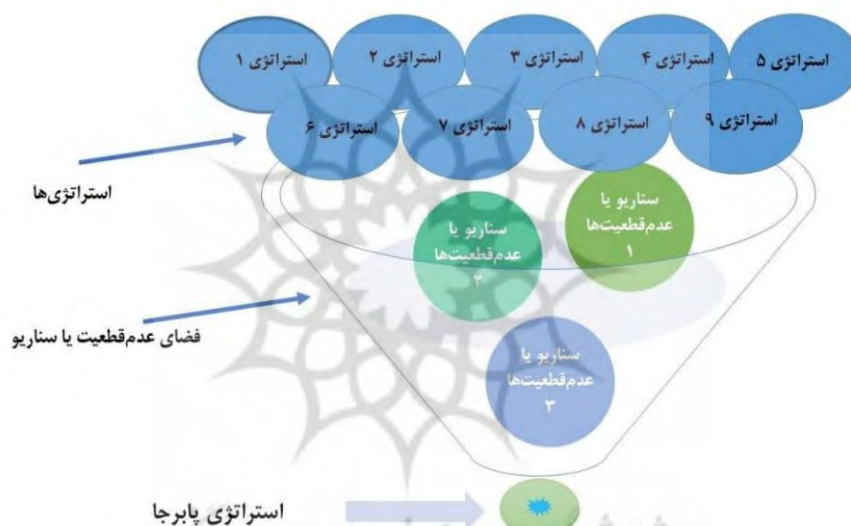 استراتژی ۱
استراتژی ۲
استراتژی ۳
استراتژی ۴
استراتژی ۵
استراتژی ۶
استراتژی ۷
استراتژی ۸
استراتژی ۹
استراتژی‌ها
سناریو یا
عدم‌قطعیت‌ها
۱
سناریو یا
عدم‌قطعیت‌ها
۲
فضای عدم‌قطعیت یا سناریو
سناریو یا
عدم‌قطعیت‌ها
۳
استراتژی پابرجا